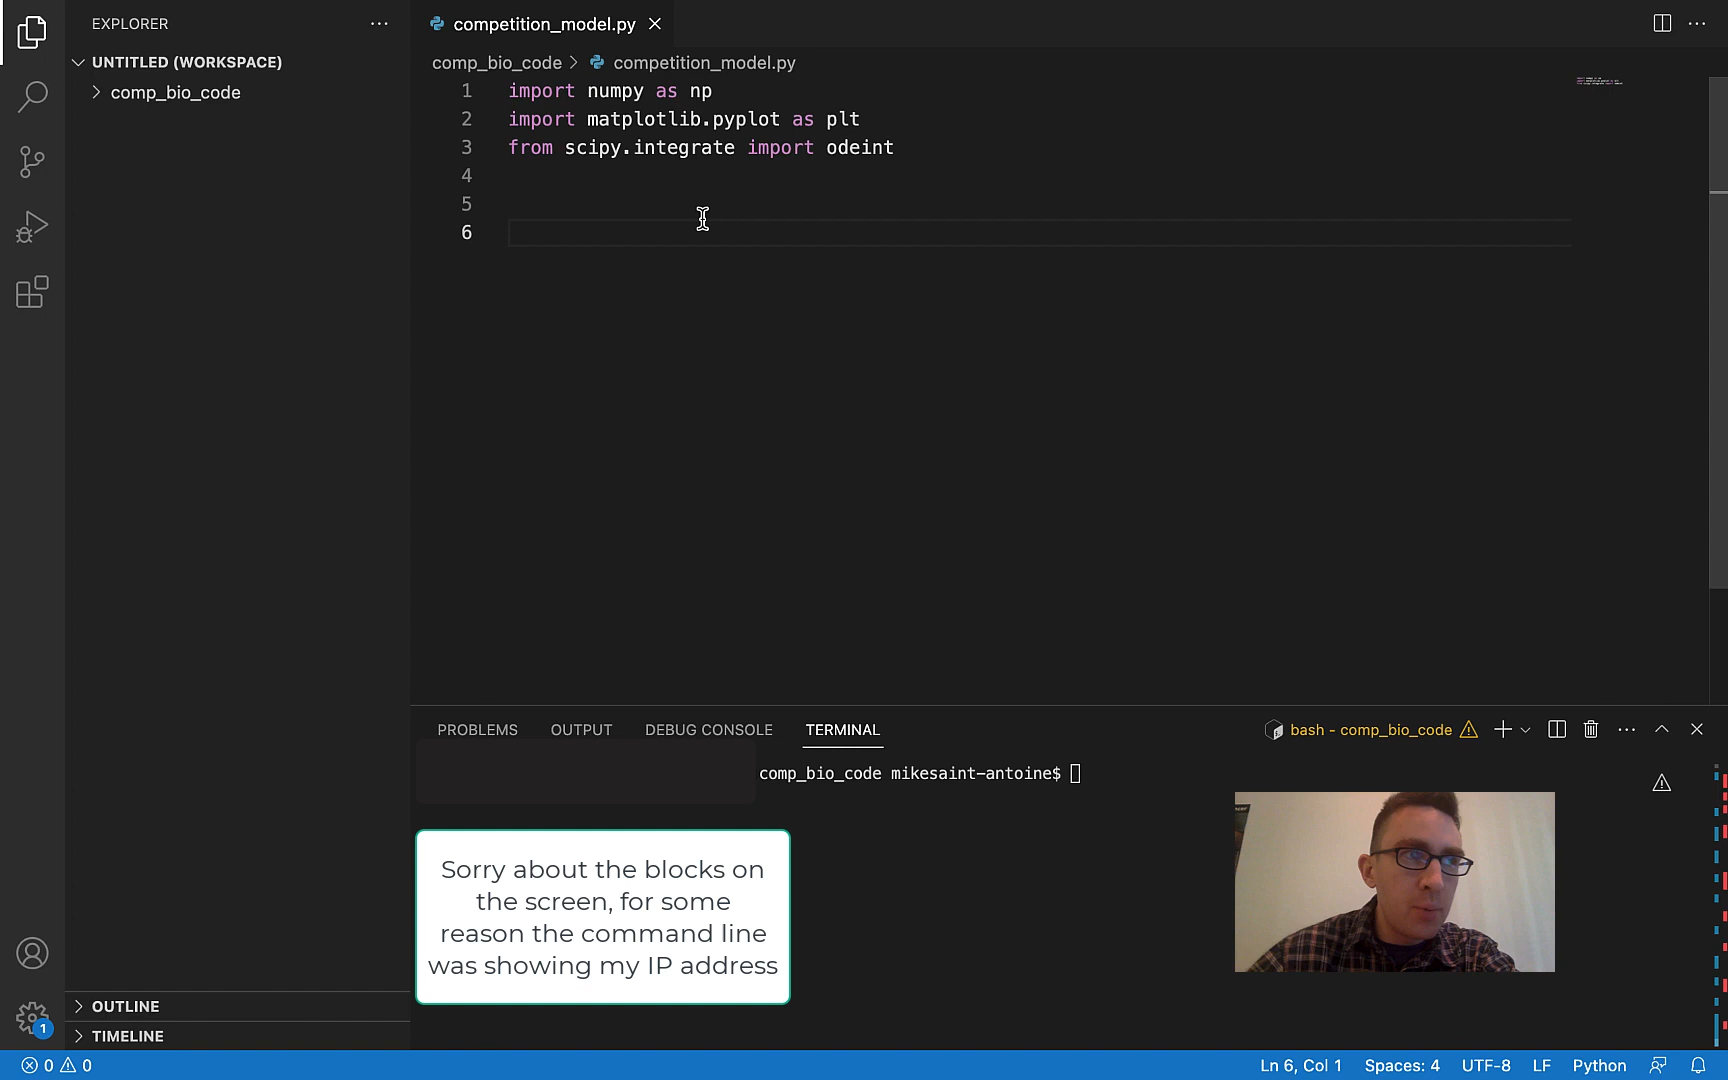 EXPLORER
UNTITLED (WORKSPACE)
comp_bio_code
OUTLINE
TIMELINE
competition_model.py
comp_bio_code > competition_model.py
1 import numpy as np
2 import matplotlib.pyplot as plt
3 from scipy.integrate import odeint
4
5
6
PROBLEMS OUTPUT DEBUG CONSOLE TERMINAL bash - comp_bio_code
comp_bio_code mikesaint-antoine$
Sorry about the blocks on
the screen, for some
reason the command line
was showing my IP address
1
0 0 Ln 6, Col 1 Spaces: 4 UTF-8 LF Python